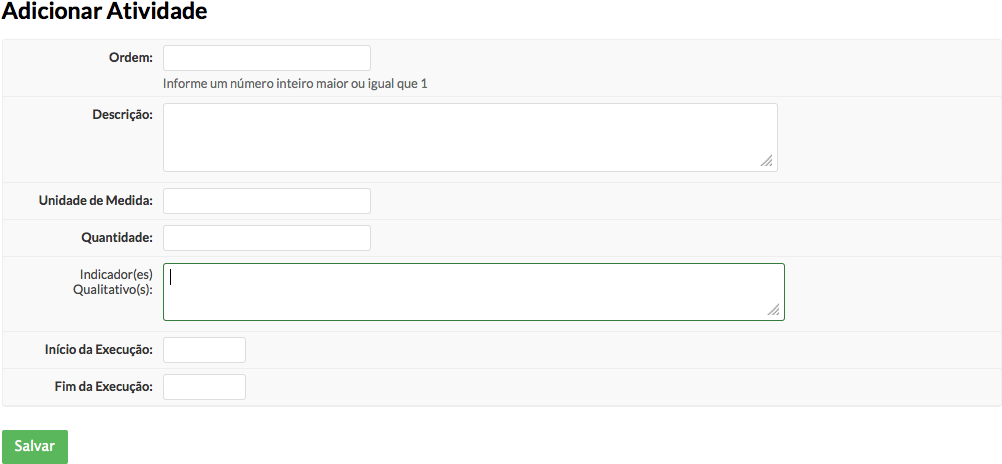 Adicionar Atividade
Ordem:
Informe um número inteiro maior ou igual que 1
Descrição:
Unidade de Medida:
Quantidade:
Indicador(es)
Qualitativo(s):
Início da Execução:
Fim da Execução:
Salvar